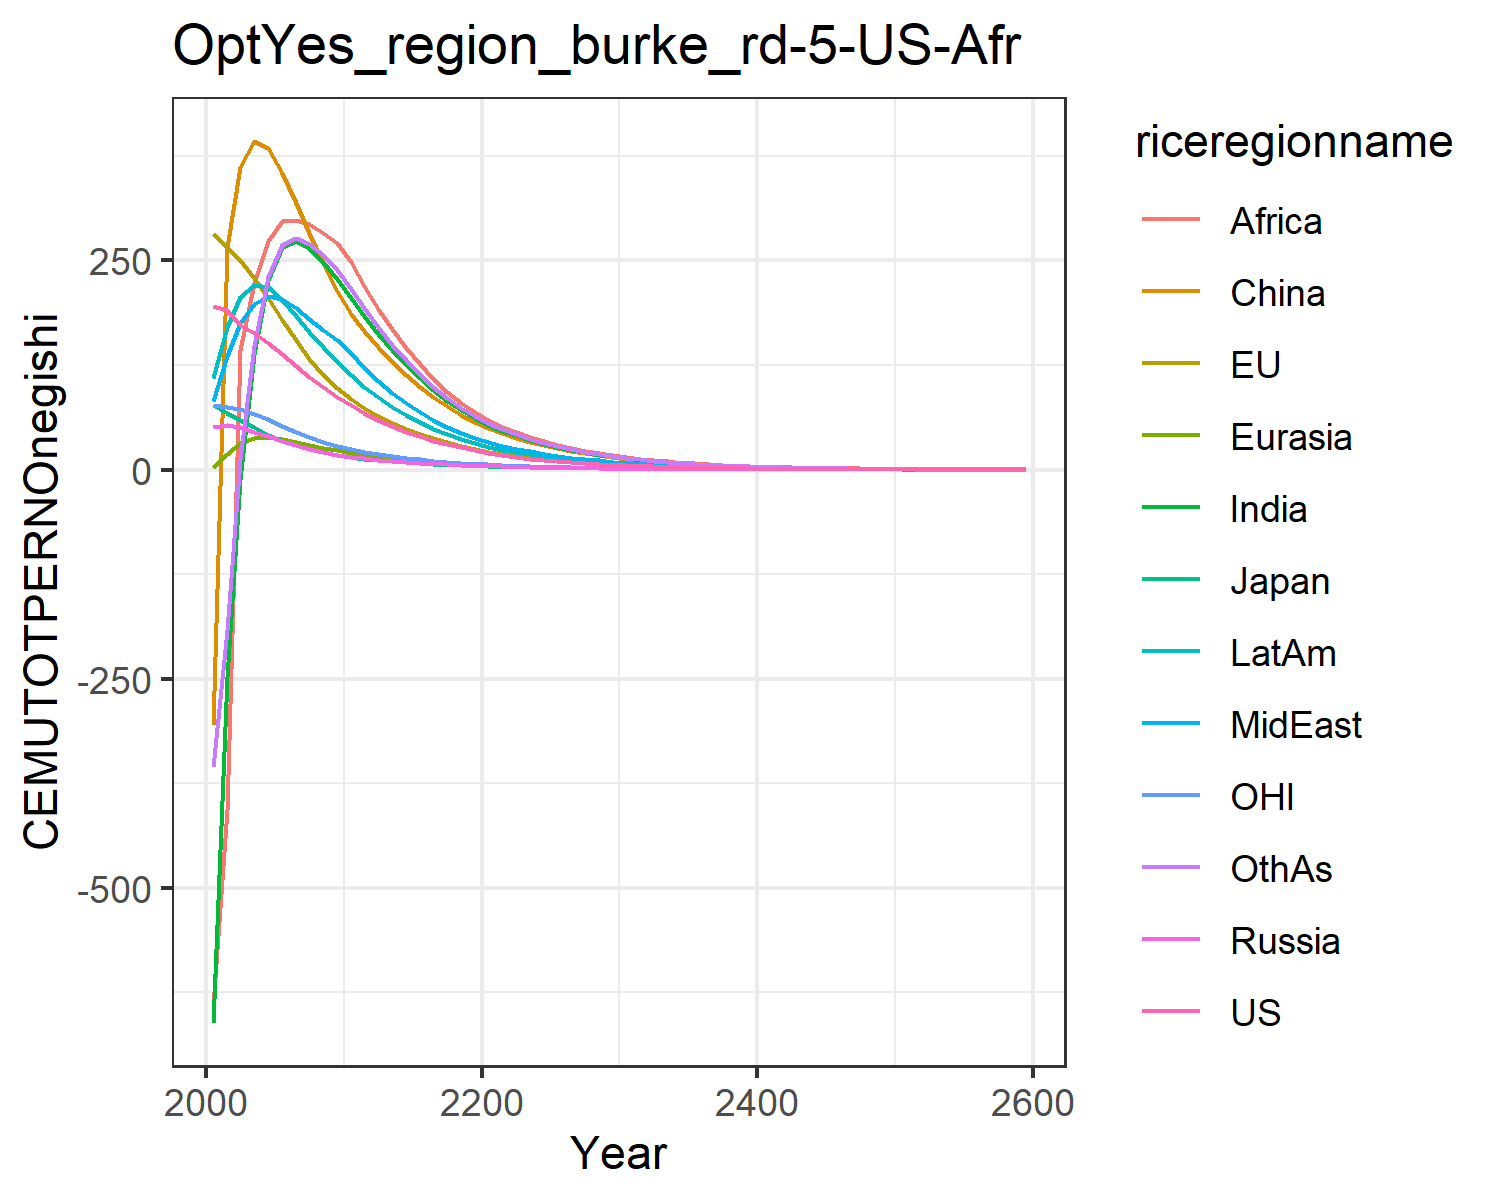 OptYes_region_burke_rd-5-US-Afr
CEMUTOTPERNOnegishi
250
0
-250
-500
2000
2200
2400
2600
Year
riceregionname
Africa
China
EU
Eurasia
India
Japan
LatAm
MidEast
OHI
OthAs
Russia
US